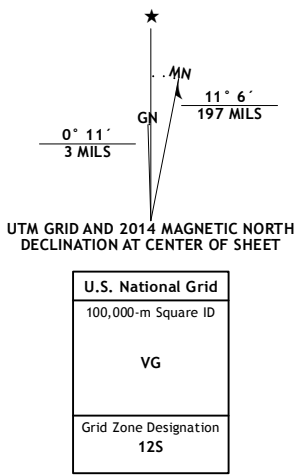 MN
GN
11° 6´
197 MILS
0° 11´
3 MILS
UTM GRID AND 2014 MAGNETIC NORTH
DECLINATION AT CENTER OF SHEET
U.S. National Grid
100,000-m Square ID
VG
Grid Zone Designation
12S